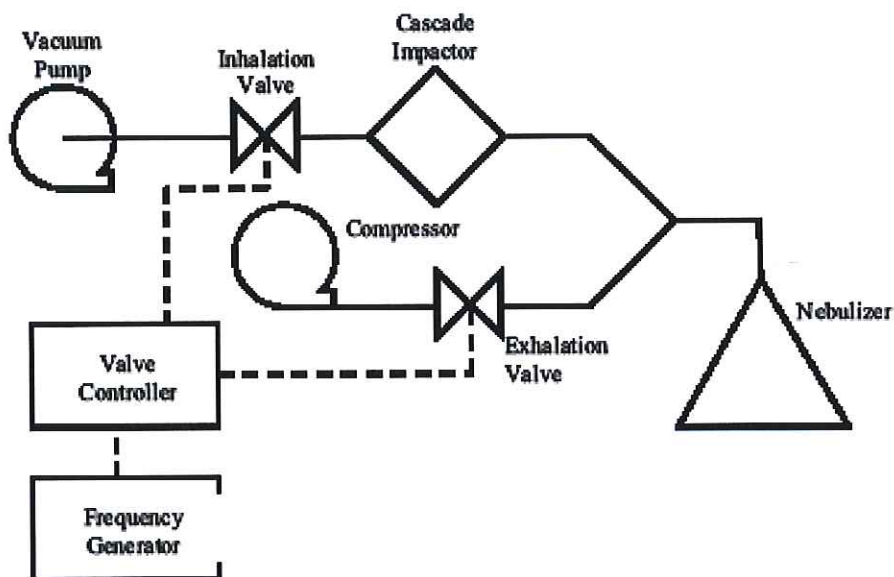 Vacuum
Pump
Inhalation
Valve
Cascade
Impactor
Compressor
Nebulizer
Exhalation
Valve
Valve
Controller
Frequency
Generator